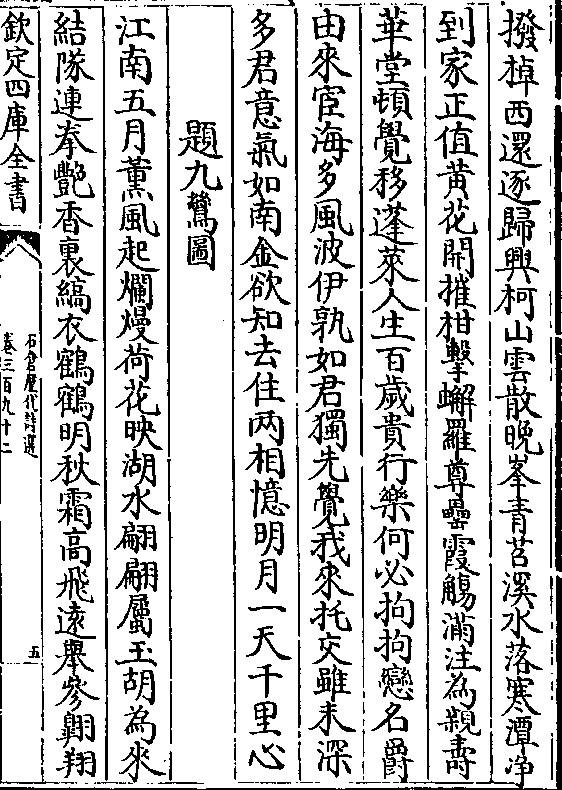 撥棹西還逐歸興柯山雲散晚峯青苕溪水落寒潭净
到家正值黄花開摧柑擊蠏羅尊罍霞觴滿注為親壽
華堂頓覺移蓬萊人生百歲貴行樂何必拘拘戀名爵
由來宦海多風波伊孰如君獨先覺我來托交雖未深
多君意氣如南金欲知去住两相憶明月一天千里心
題九鷺圖
江南五月薫風起爛熳荷花映湖水翩翩屬玉胡為來
結隊連拳艷香裏縞衣鶴鶴明秋霜高飛逺舉參翺翔
欽定四庫全書
石倉歷代詩選
卷三百九十二
五